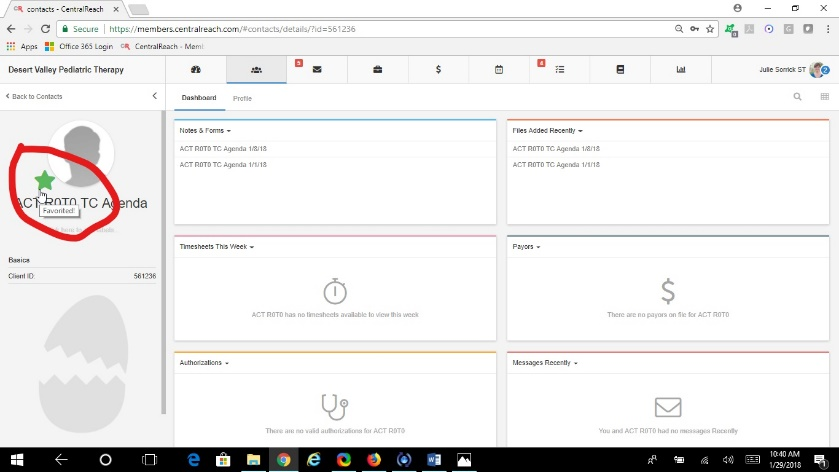 contacts - CentralReach
Secure
https://members.centralreach.com/#contacts/details/?id=561236
Apps
Office 365 Login
CentralReach - Mem
Desert Valley Pediatric Therapy
5
$
4
Julie Sorrick ST
2
Back to Contacts
Dashboard
Profile
Favorited!
ACT R0T0 TC Agenda
Basics
Client ID:
561236
Notes & Forms
ACT R0T0 TC Agenda 1/8/18
ACT R0T0 TC Agenda 1/1/18
Files Added Recently
ACT R0T0 TC Agenda 1/8/18
ACT R0T0 TC Agenda 1/1/18
Timesheets This Week
ACT R0T0 has no timesheets available to view this week
Payors
$
There are no payors on file for ACT R0T0
Authorizations
There are no valid authorizations for ACT R0T0
Messages Recently
You and ACT R0T0 had no messages Recently
10:40 AM
1/29/2018